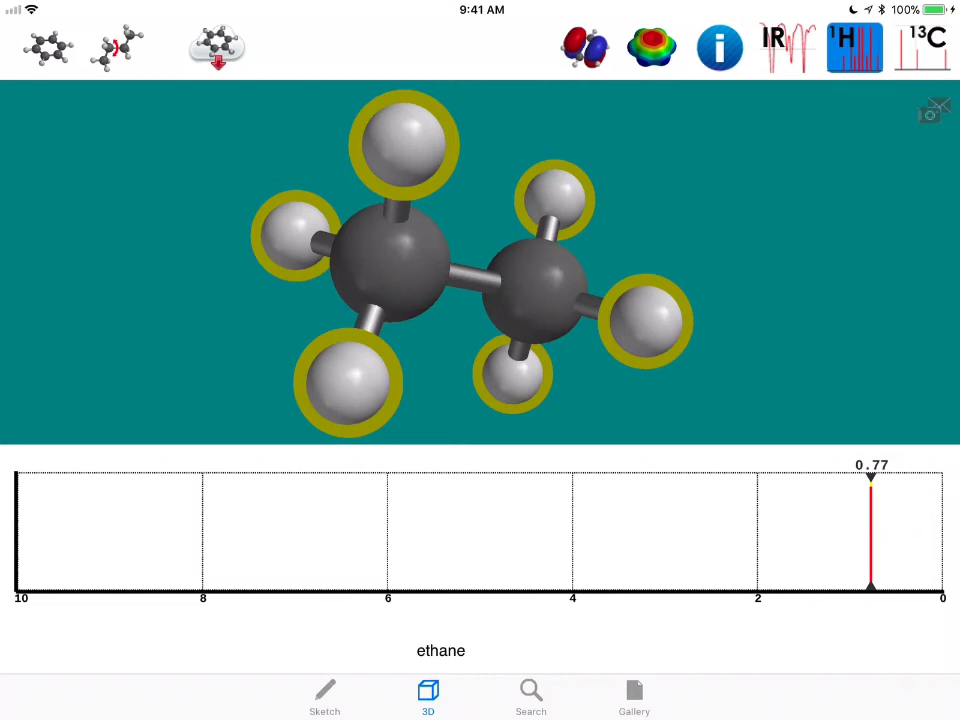 9:41 AM
100%
i
IR
¹H
¹³C
0.77
10 8 6 4 2 0
ethane
Sketch 3D Search Gallery